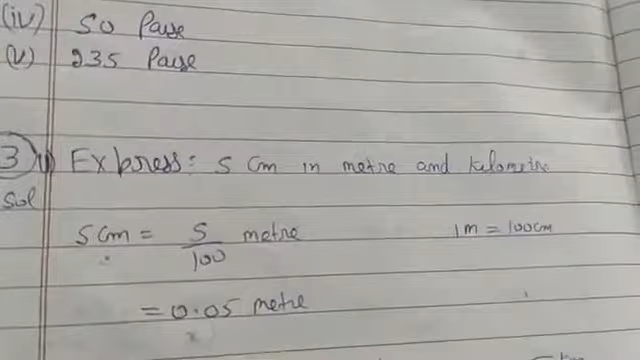 (iv) 50 Paise
(v) 235 Paise
3 i) Express: 5 cm in metre and kilometre
Sol
5 cm = 5/100 metre 1m = 100cm
= 0.05 metre